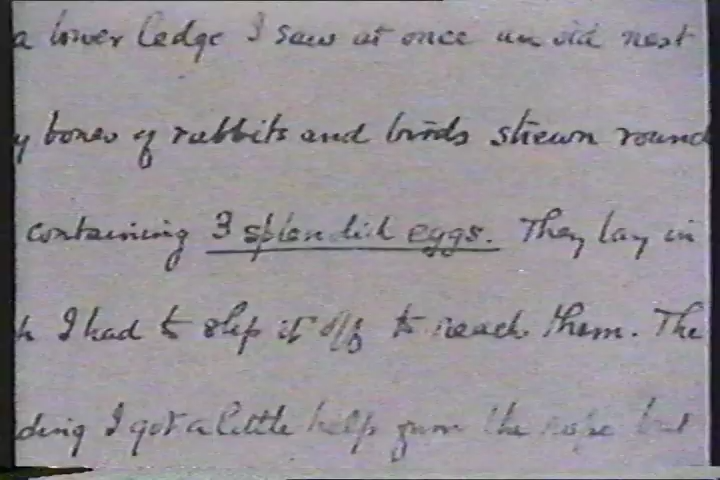 a lower ledge I saw at once an old nest
y bones of rabbits and birds strewn round
containing 3 splendid eggs. They lay in
h I had to slip it off to reach them. The
ding I got a little help from the rope but